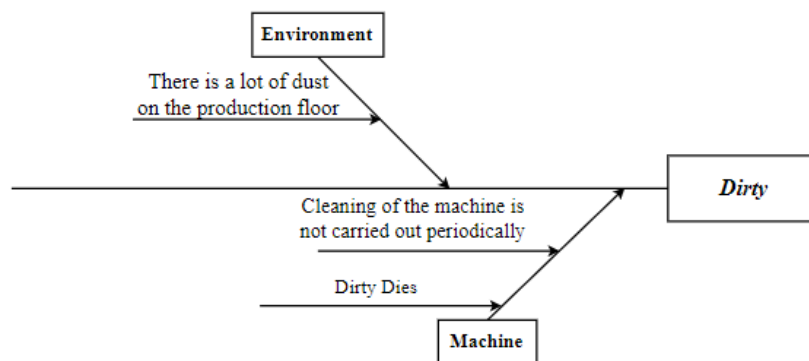 Environment
There is a lot of dust
on the production floor
Dirty
Cleaning of the machine is
not carried out periodically
Dirty Dies
Machine